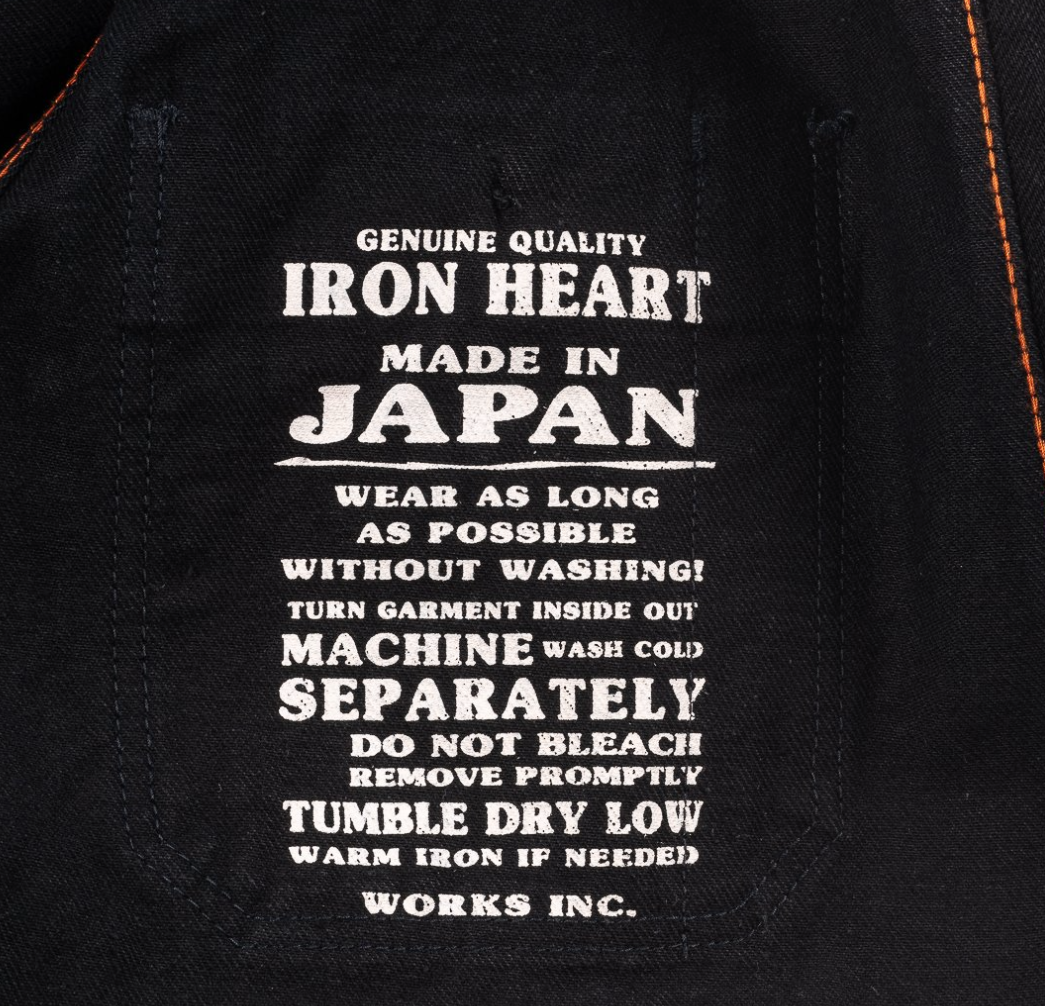 GENUINE QUALITY
IRON HEART
MADE IN
JAPAN
WEAR AS LONG
AS POSSIBLE
WITHOUT WASHING!
TURN GARMENT INSIDE OUT
MACHINE WASH COLD
SEPARATELY
DO NOT BLEACH
REMOVE PROMPTLY
TUMBLE DRY LOW
WARM IRON IF NEEDED
WORKS INC.